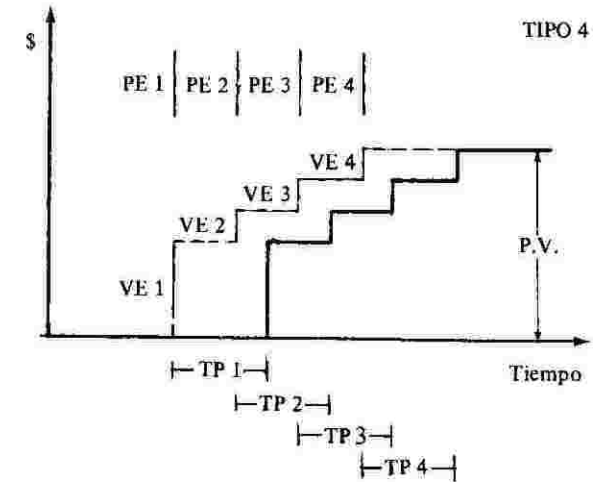 $
TIPO 4
PE 1 PE 2 PE 3 PE 4
VE 4
VE 3
VE 2
VE 1
P.V.
Tiempo
TP 1
TP 2
TP 3
TP 4